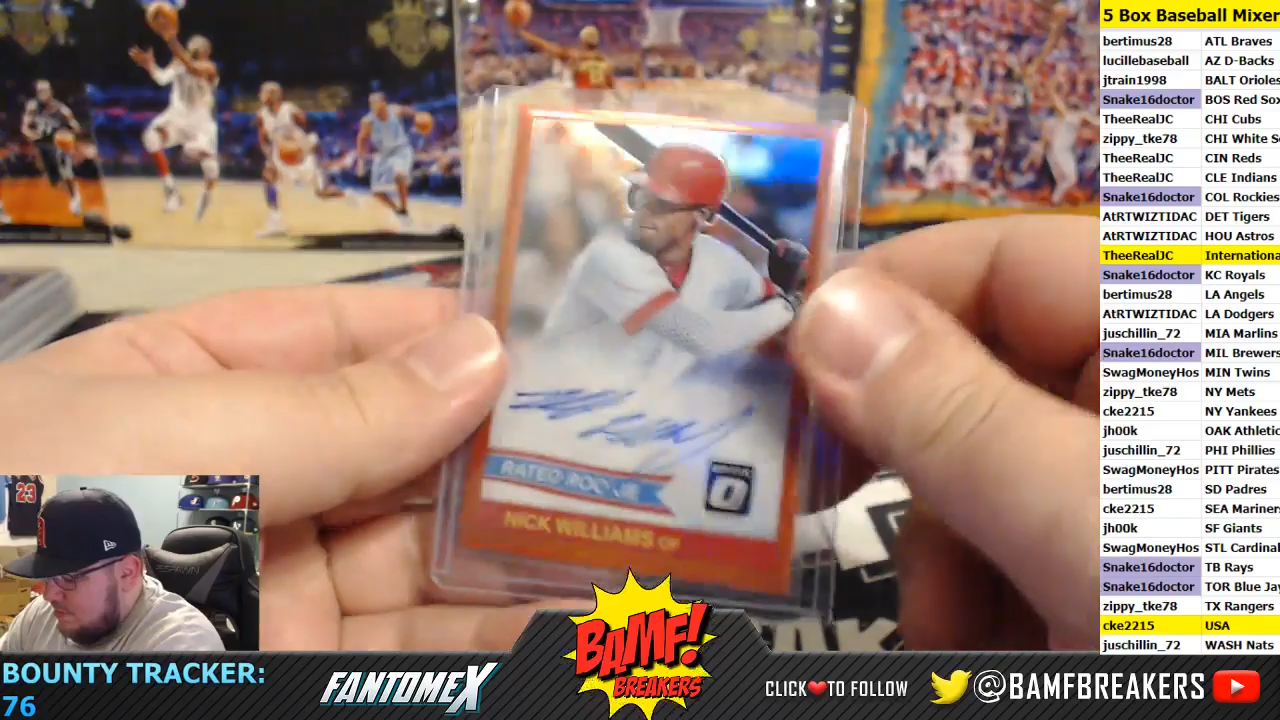 5 Box Baseball Mixer
bertimus28 ATL Braves
lucillebaseball AZ D-Backs
jtrain1998 BALT Orioles
Snake16doctor BOS Red Sox
TheeRealJC CHI Cubs
zippy_tke78 CHI White S
TheeRealJC CIN Reds
TheeRealJC CLE Indians
Snake16doctor COL Rockies
AtRTWIZTIDAC DET Tigers
AtRTWIZTIDAC HOU Astros
TheeRealJC Internationa
Snake16doctor KC Royals
bertimus28 LA Angels
AtRTWIZTIDAC LA Dodgers
juschillin_72 MIA Marlins
Snake16doctor MIL Brewers
SwagMoneyHos MIN Twins
zippy_tke78 NY Mets
cke2215 NY Yankees
jh00k OAK Athletic
juschillin_72 PHI Phillies
SwagMoneyHos PITT Pirates
bertimus28 SD Padres
cke2215 SEA Mariner
jh00k SF Giants
SwagMoneyHos STL Cardinal
Snake16doctor TB Rays
Snake16doctor TOR Blue Jay
zippy_tke78 TX Rangers
cke2215 USA
juschillin_72 WASH Nats
RATED ROOKIE
NICK WILLIAMS OF
23
BOUNTY TRACKER:
76
FANTOMEX
BAMF!
BREAKERS
CLICK TO FOLLOW
@BAMFBREAKERS